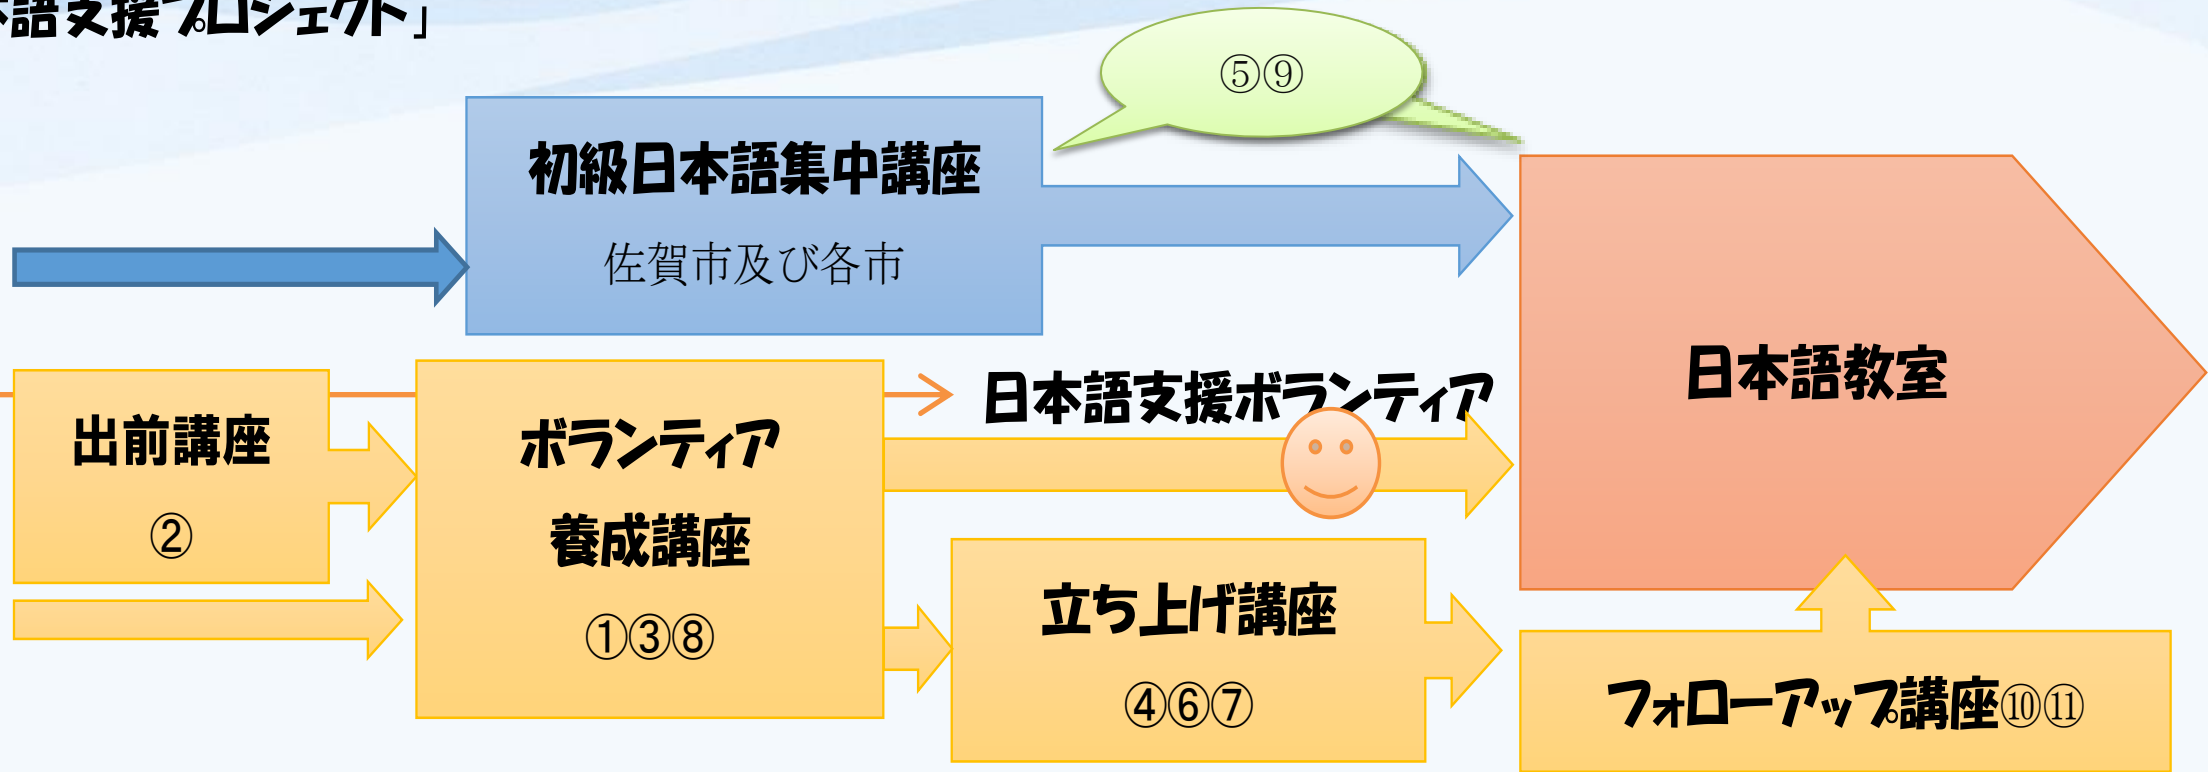 語支援プロジェクト」
⑤⑨
初級日本語集中講座
佐賀市及び各市
日本語支援ボランティア
日本語教室
出前講座
②
ボランティア
養成講座
①③⑧
立ち上げ講座
④⑥⑦
フォローアップ講座⑩⑪